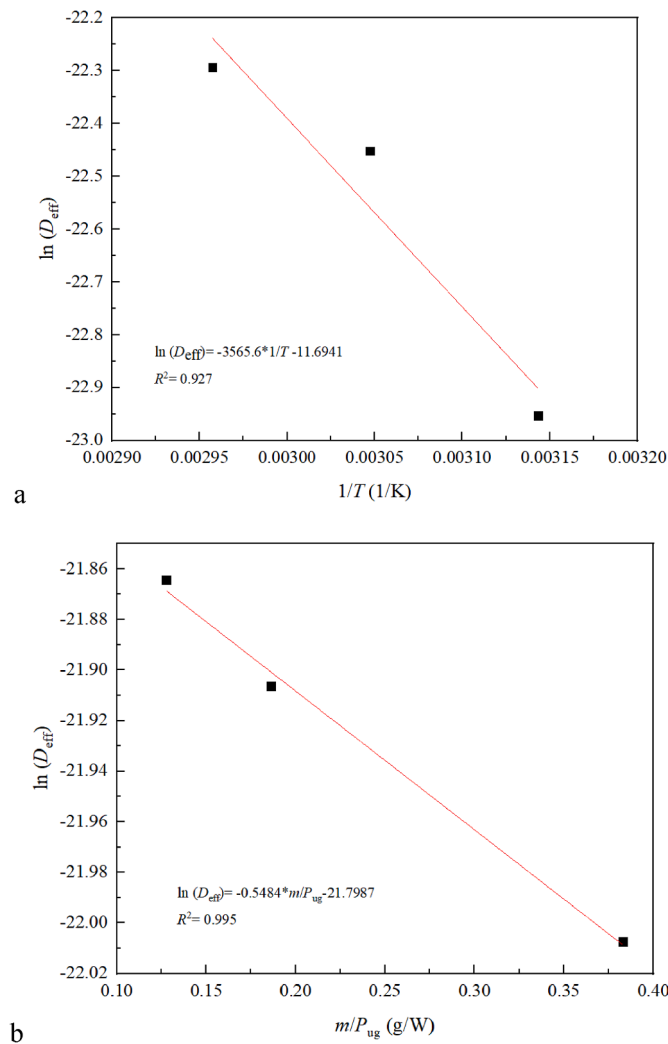 -22.2
-22.3
-22.4
-22.5
-22.6
-22.7
-22.8
-22.9
-23.0
ln (Deff)
ln (Deff)= -3565.6*1/T -11.6941
R2= 0.927
0.00290 0.00295 0.00300 0.00305 0.00310 0.00315 0.00320
1/T (1/K)
a
-21.86
-21.88
-21.90
-21.92
-21.94
-21.96
-21.98
-22.00
-22.02
ln (Deff)
ln (Deff)= -0.5484*m/Pug-21.7987
R2= 0.995
0.10 0.15 0.20 0.25 0.30 0.35 0.40
m/Pug (g/W)
b